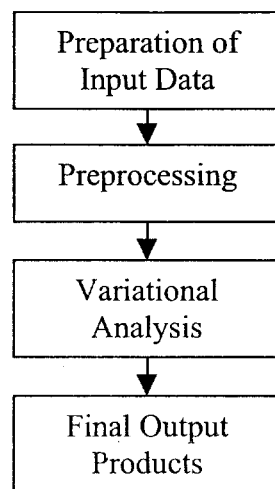 Preparation of
Input Data
Preprocessing
Variational
Analysis
Final Output
Products